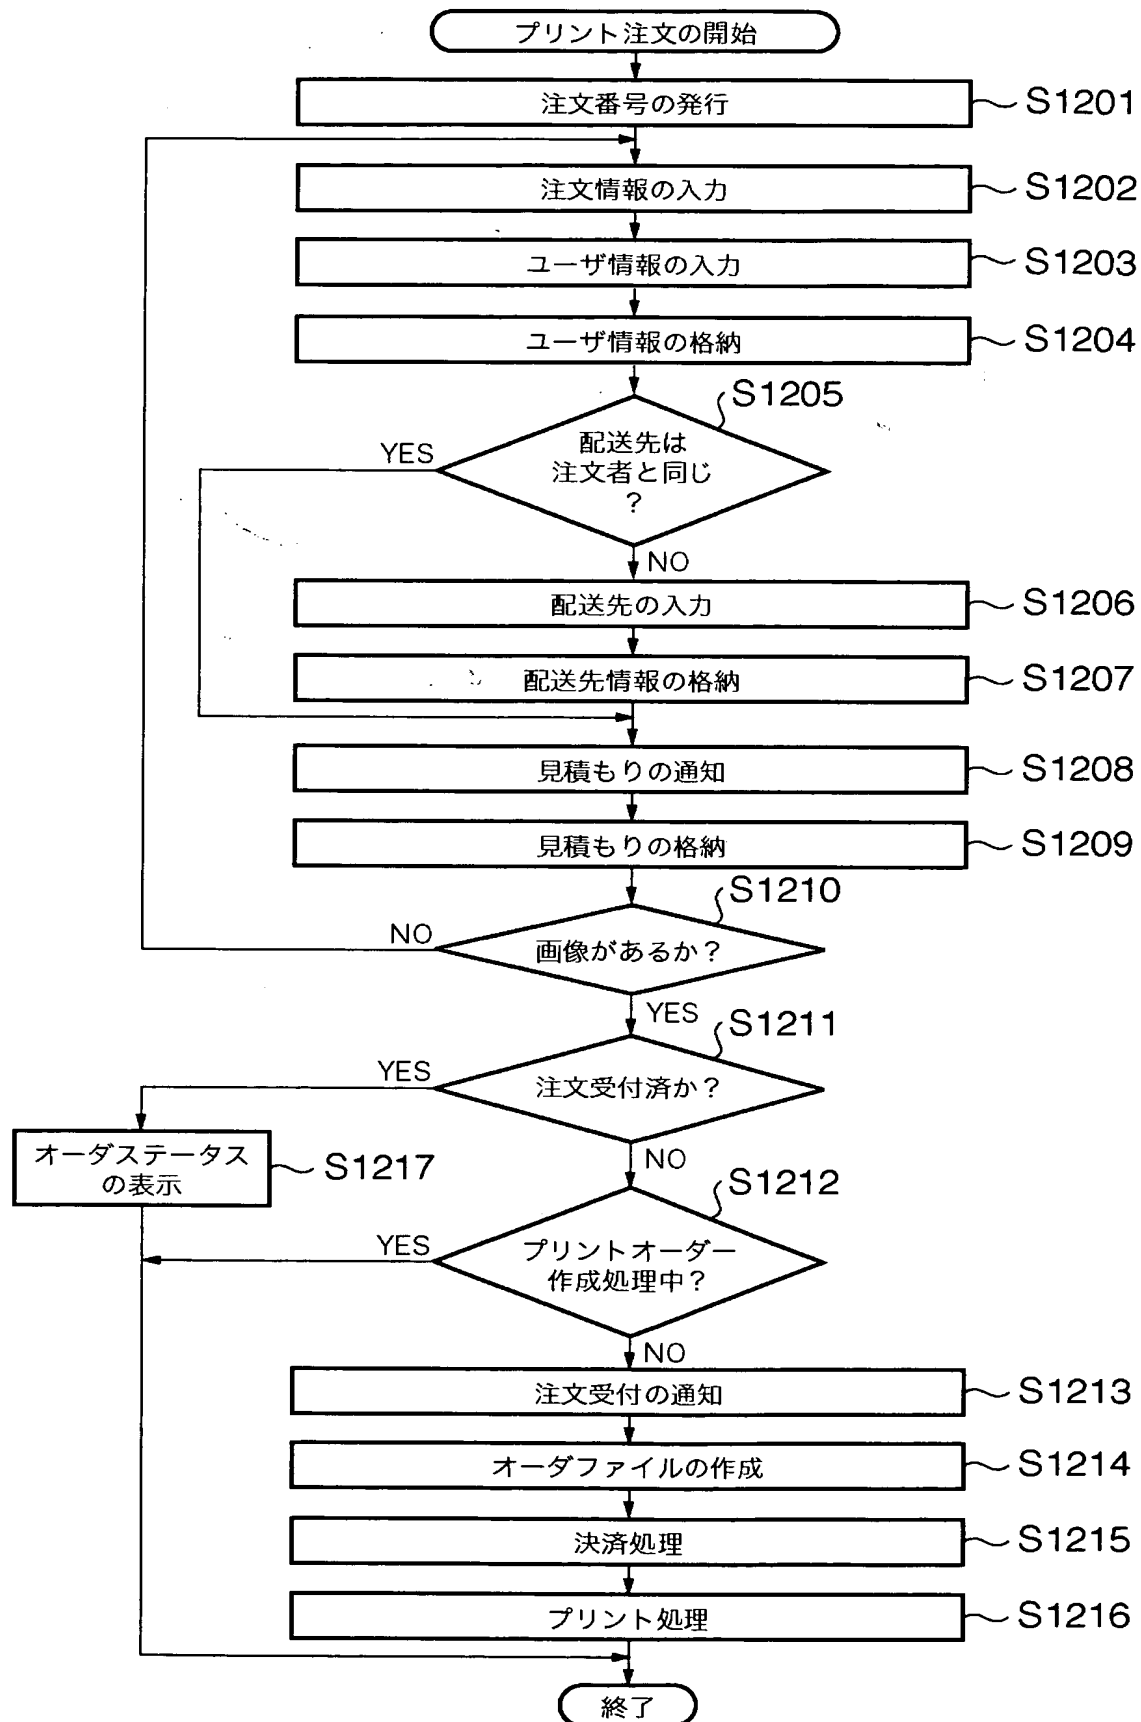 プリント注文の開始
注文番号の発行
S1201
注文情報の入力
S1202
ユーザ情報の入力
S1203
ユーザ情報の格納
S1204
S1205
配送先は
注文者と同じ
?
YES
NO
配送先の入力
S1206
配送先情報の格納
S1207
見積もりの通知
S1208
見積もりの格納
S1209
S1210
画像があるか?
NO
YES
S1211
注文受付済か?
YES
NO
オーダステータス
の表示
S1217
S1212
プリントオーダー
作成処理中?
YES
NO
注文受付の通知
S1213
オーダファイルの作成
S1214
決済処理
S1215
プリント処理
S1216
終了